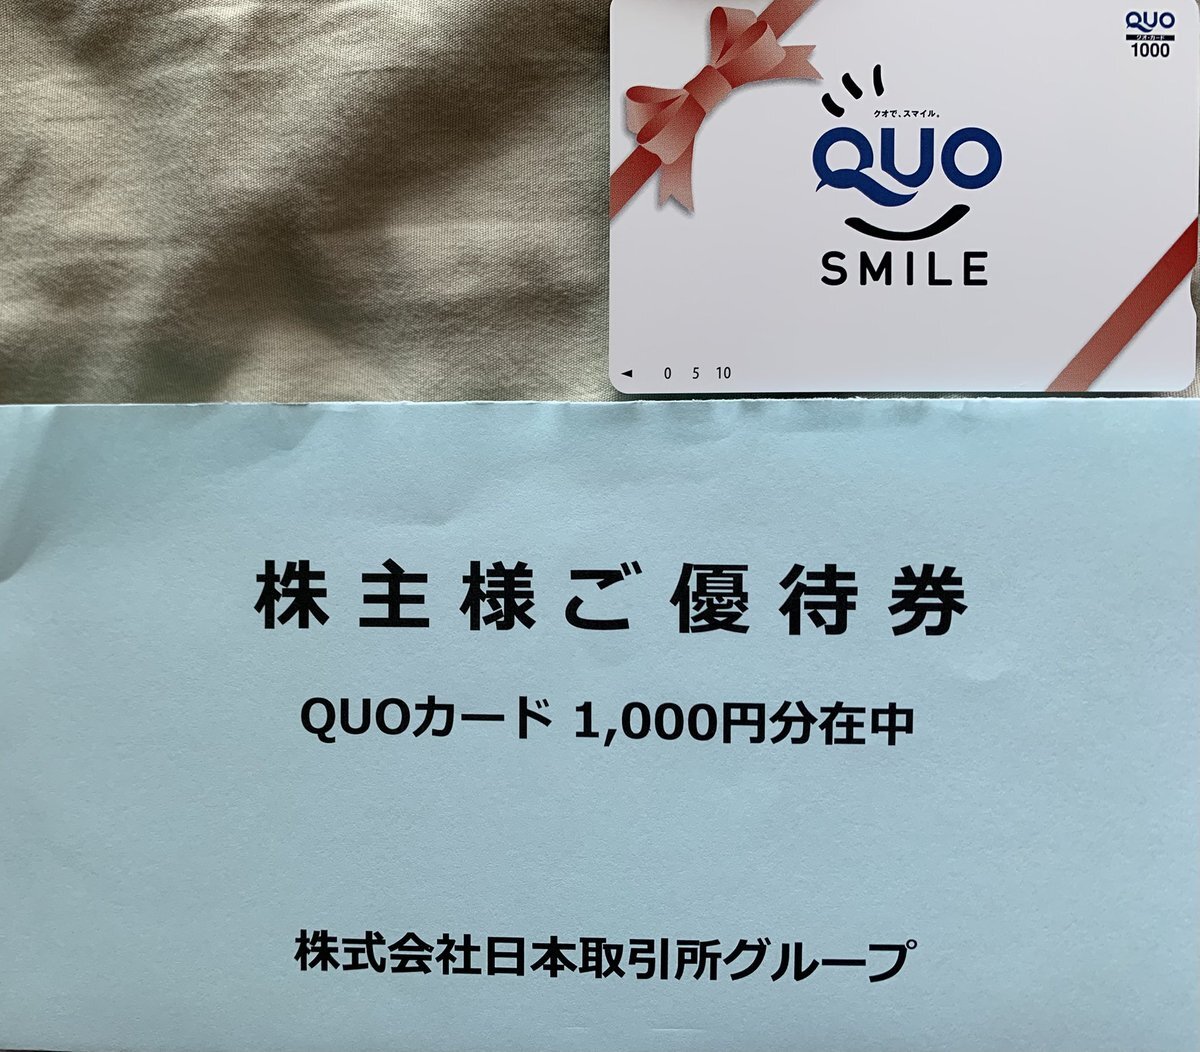 QUO
クオ・カード
1000
クオで、スマイル。
QUO
SMILE
◀ 0 5 10
株主様ご優待券
QUOカード 1,000円分在中
株式会社日本取引所グループ